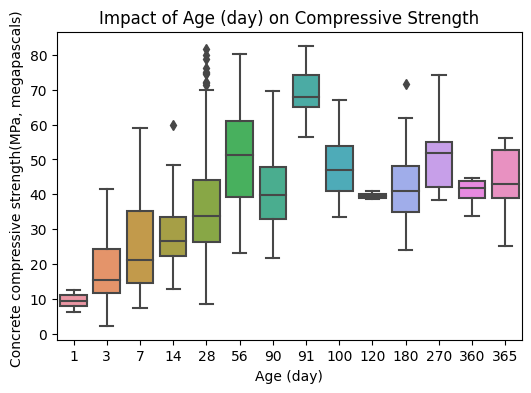 Impact of Age (day) on Compressive Strength
Concrete compressive strength(MPa, megapascals)
80
70
60
50
40
30
20
10
0
1 3 7 14 28 56 90 91 100 120 180 270 360 365
Age (day)